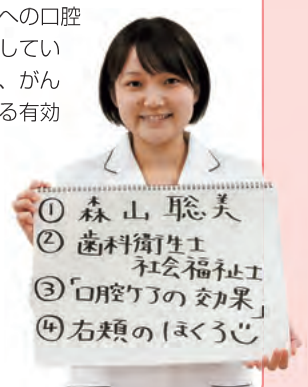 への口腔
してい
、がん
る有効
① 森山 聡美
② 歯科衛生士
社会福祉士
③「口腔ケアの効果」
④右頬のほくろ